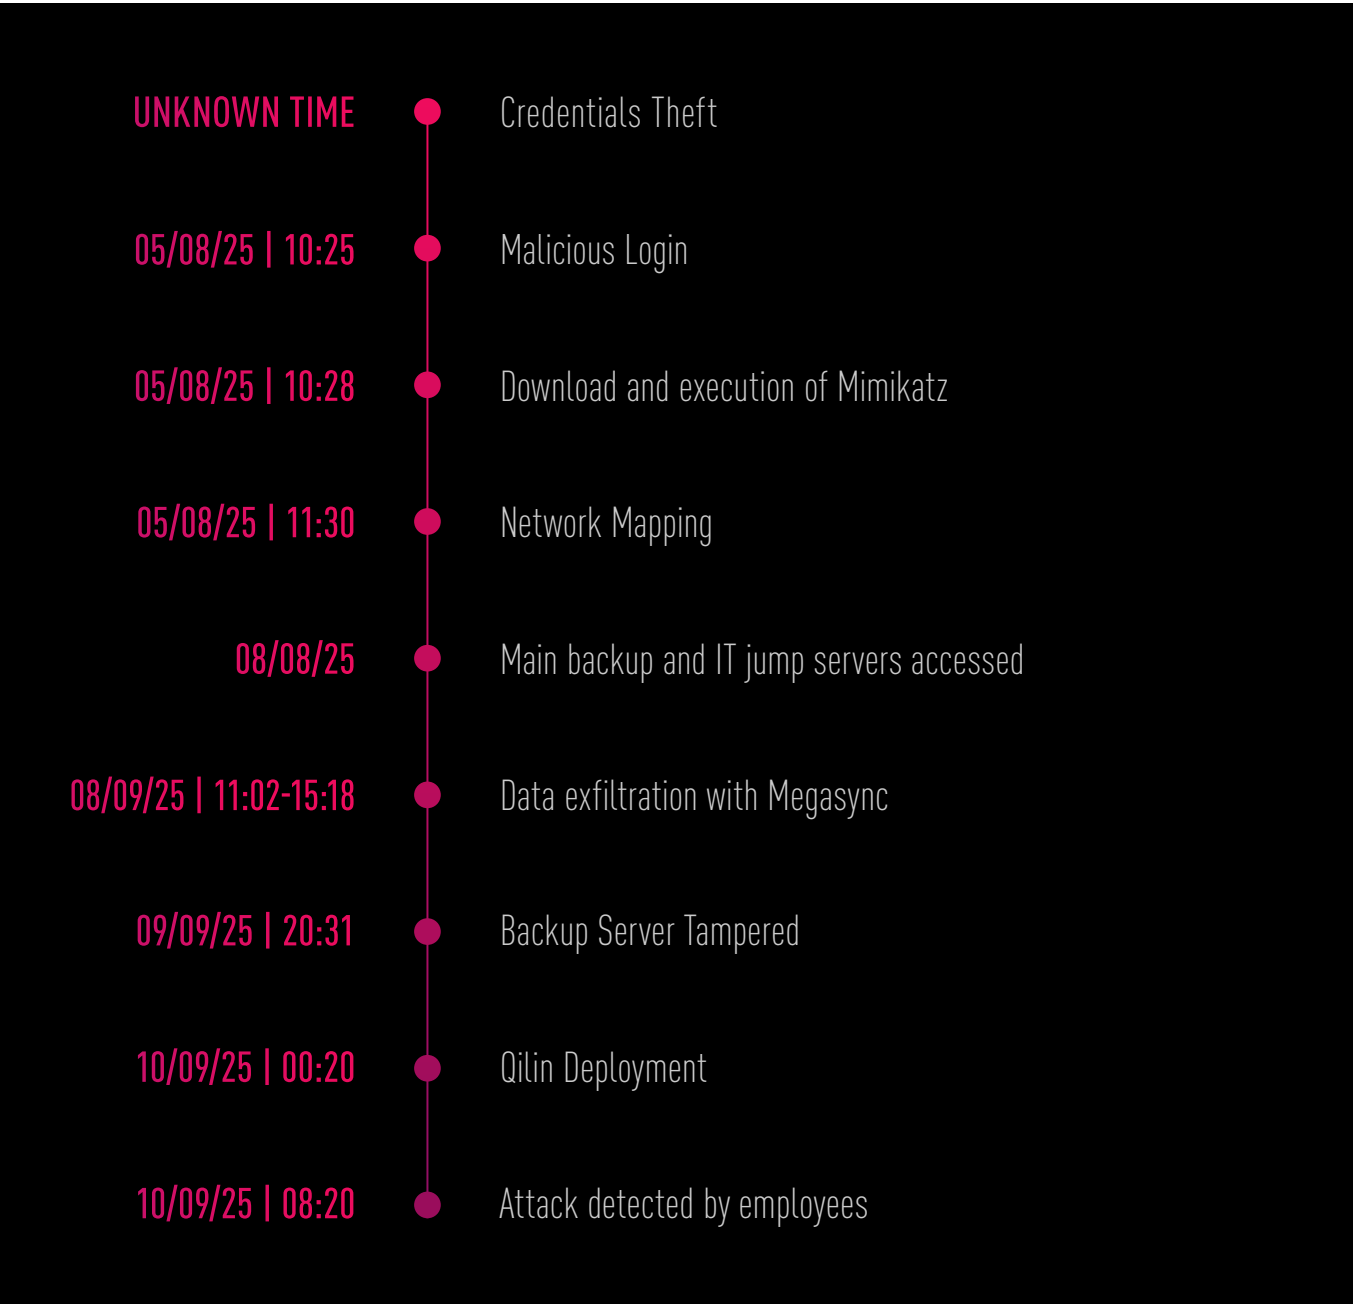 UNKNOWN TIME Credentials Theft
05/08/25 | 10:25 Malicious Login
05/08/25 | 10:28 Download and execution of Mimikatz
05/08/25 | 11:30 Network Mapping
08/08/25 Main backup and IT jump servers accessed
08/09/25 | 11:02-15:18 Data exfiltration with Megasync
09/09/25 | 20:31 Backup Server Tampered
10/09/25 | 00:20 Qilin Deployment
10/09/25 | 08:20 Attack detected by employees